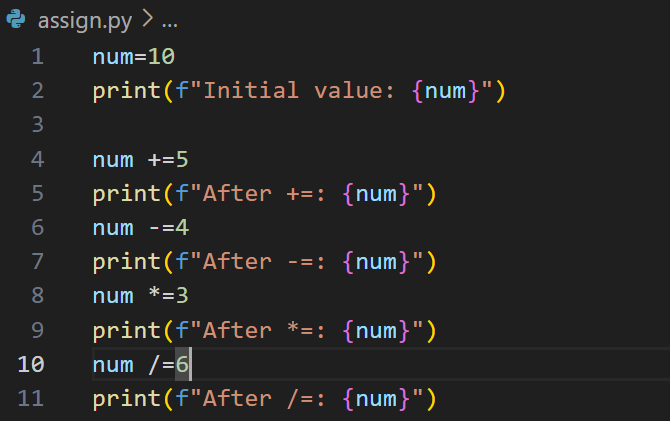 assign.py > ...
1 num=10
2 print(f"Initial value: {num}")
3
4 num +=5
5 print(f"After +=: {num}")
6 num -=4
7 print(f"After -=: {num}")
8 num *=3
9 print(f"After *=: {num}")
10 num /=6
11 print(f"After /=: {num}")